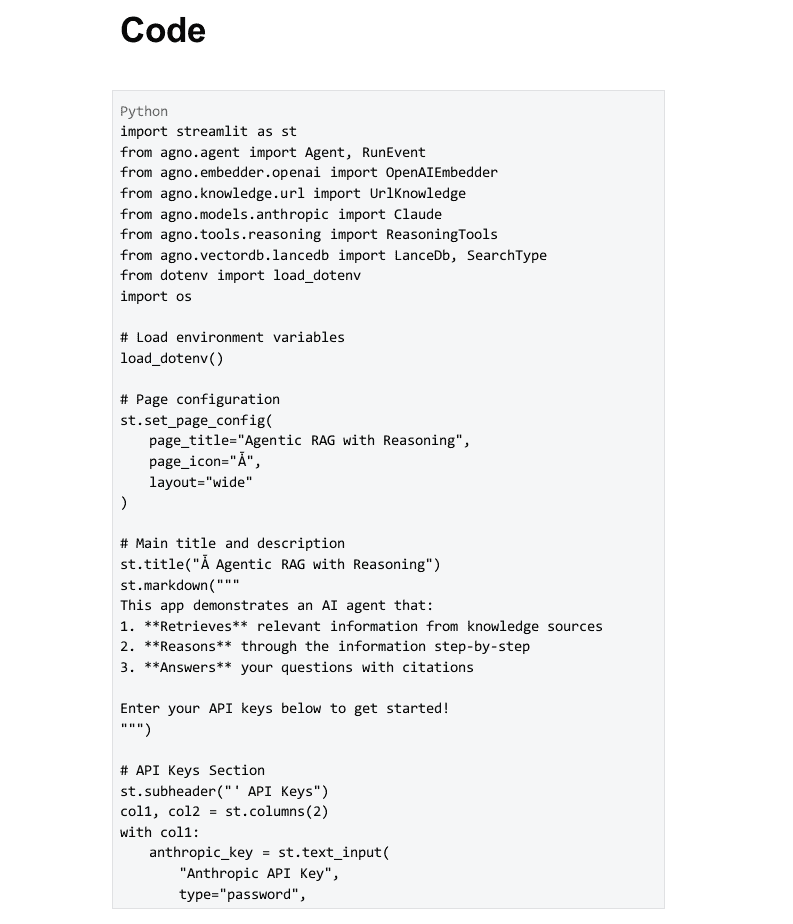 Code
Python
import streamlit as st
from agno.agent import Agent, RunEvent
from agno.embedder.openai import OpenAIEmbedder
from agno.knowledge.url import UrlKnowledge
from agno.models.anthropic import Claude
from agno.tools.reasoning import ReasoningTools
from agno.vectordb.lancedb import LanceDb, SearchType
from dotenv import load_dotenv
import os

# Load environment variables
load_dotenv()

# Page configuration
st.set_page_config(
    page_title="Agentic RAG with Reasoning",
    page_icon="Ǎ",
    layout="wide"
)

# Main title and description
st.title("Ǎ Agentic RAG with Reasoning")
st.markdown("""
This app demonstrates an AI agent that:
1. **Retrieves** relevant information from knowledge sources
2. **Reasons** through the information step-by-step
3. **Answers** your questions with citations

Enter your API keys below to get started!
""")

# API Keys Section
st.subheader("' API Keys")
col1, col2 = st.columns(2)
with col1:
    anthropic_key = st.text_input(
        "Anthropic API Key",
        type="password",